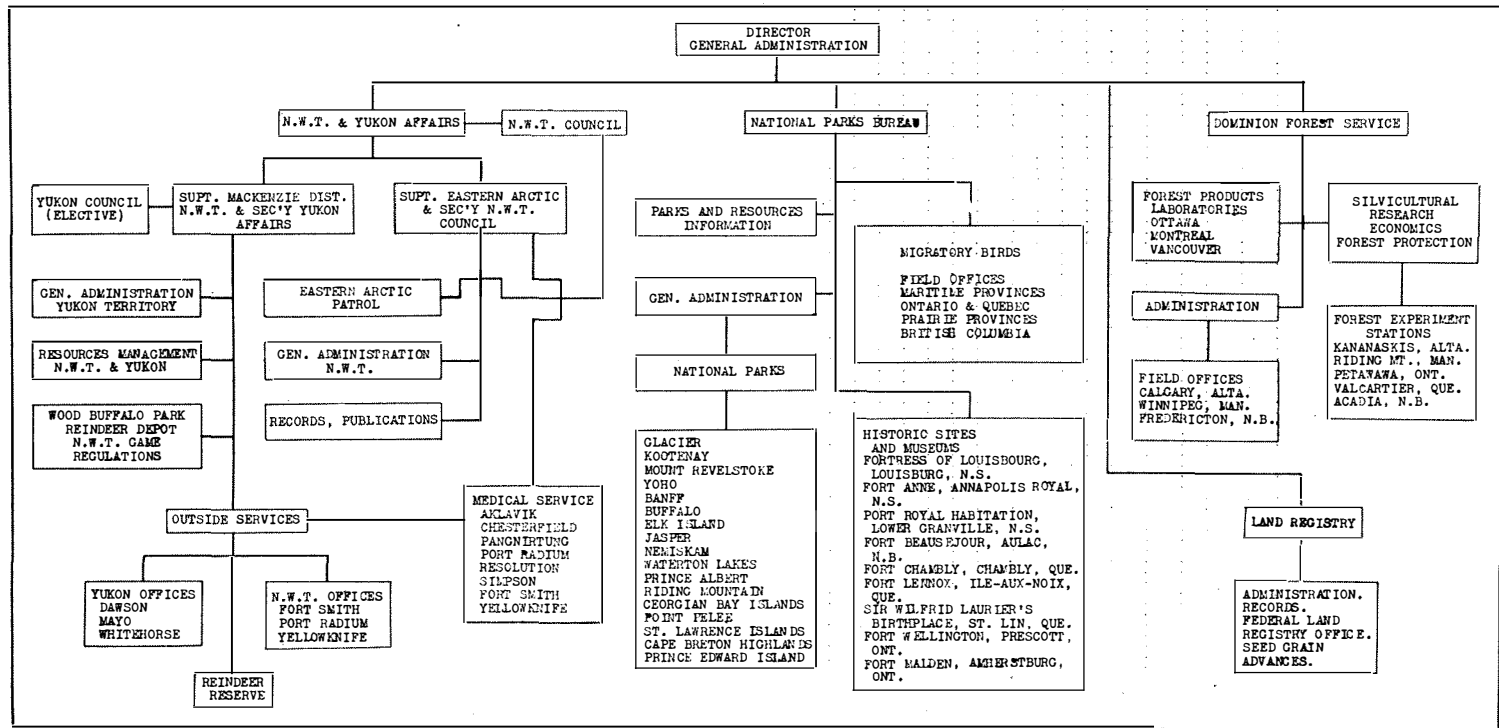 DIRECTOR
GENERAL ADMINISTRATION
N.W.T. & YUKON AFFAIRS
N.W.T. COUNCIL
NATIONAL PARKS BUREAU
DOMINION FOREST SERVICE
YUKON COUNCIL
(ELECTIVE)
SUPT. MACKENZIE DIST.
N.W.T. & SEC'Y YUKON
AFFAIRS
SUPT. EASTERN ARCTIC
& SEC'Y N.W.T.
COUNCIL
PARKS AND RESOURCES
INFORMATION
MIGRATORY BIRDS
FIELD OFFICES
MARITILE PROVINCES
ONTARIO & QUEBEC
PRAIRIE PROVINCES
BRITISH COLUMBIA
FOREST PRODUCTS
LABORATORIES
OTTAWA
MONTREAL
VANCOUVER
SILVICULTURAL
RESEARCH
ECONOMICS
FOREST PROTECTION
GEN. ADMINISTRATION
YUKON TERRITORY
EASTERN ARCTIC
PATROL
GEN. ADMINISTRATION
ADMINISTRATION
FOREST EXPERIMENT
STATIONS
KANANASKIS, ALTA.
RIDING MT., MAN.
PETAWAWA, ONT.
VALCARTIER, QUE.
ACADIA, N.B.
RESOURCES MANAGEMENT
N.W.T. & YUKON
GEN. ADMINISTRATION
N.W.T.
NATIONAL PARKS
FIELD OFFICES
CALGARY, ALTA.
WINNIPEG, MAN.
FREDERICTON, N.B.
WOOD BUFFALO PARK
REINDEER DEPOT
N.W.T. GAME
REGULATIONS
RECORDS, PUBLICATIONS
GLACIER
KOOTENAY
MOUNT REVELSTOKE
YOHO
BANFF
BUFFALO
ELK ISLAND
JASPER
NEMISKAM
WATERTON LAKES
PRINCE ALBERT
RIDING MOUNTAIN
GEORGIAN BAY ISLANDS
POINT PELEE
ST. LAWRENCE ISLANDS
CAPE BRETON HIGHLANDS
PRINCE EDWARD ISLAND
HISTORIC SITES
AND MUSEUMS
FORTRESS OF LOUISBOURG,
LOUISBURG, N.S.
FORT ANNE, ANNAPOLIS ROYAL,
N.S.
PORT ROYAL HABITATION,
LOWER GRANVILLE, N.S.
FORT BEAUSEJOUR, AULAC,
N.B.
FORT CHAMBLY, CHAMBLY, QUE.
FORT LENNOX, ILE-AUX-NOIX,
QUE.
SIR WILFRID LAURIER'S
BIRTHPLACE, ST. LIN, QUE.
FORT WELLINGTON, PRESCOTT,
ONT.
FORT MALDEN, AMHERSTBURG,
ONT.
OUTSIDE SERVICES
MEDICAL SERVICE
AKLAVIK
CHESTERFIELD
PANGNIRTUNG
PORT RADIUM
RESOLUTION
SIMPSON
FORT SMITH
YELLOWKNIFE
LAND REGISTRY
YUKON OFFICES
DAWSON
MAYO
WHITEHORSE
N.W.T. OFFICES
FORT SMITH
PORT RADIUM
YELLOWKNIFE
ADMINISTRATION.
RECORDS.
FEDERAL LAND
REGISTRY OFFICE.
SEED GRAIN
ADVANCES.
REINDEER
RESERVE